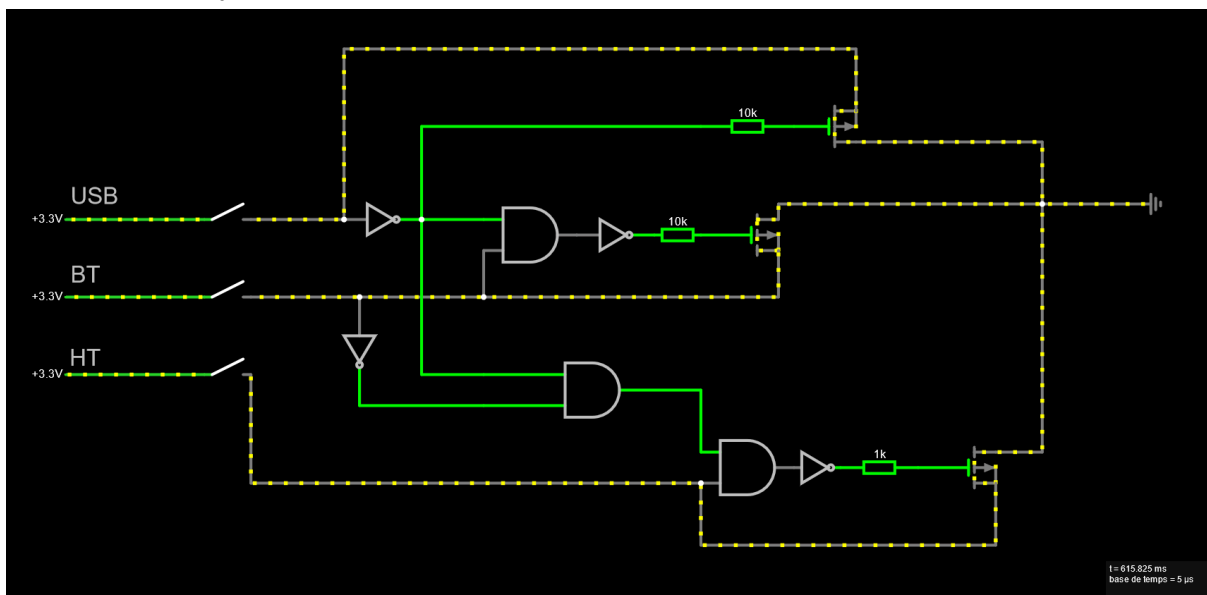 10k
USB
+3.3V
10k
BT
+3.3V
HT
+3.3V
1k
t = 615.825 ms
base de temps = 5 µs